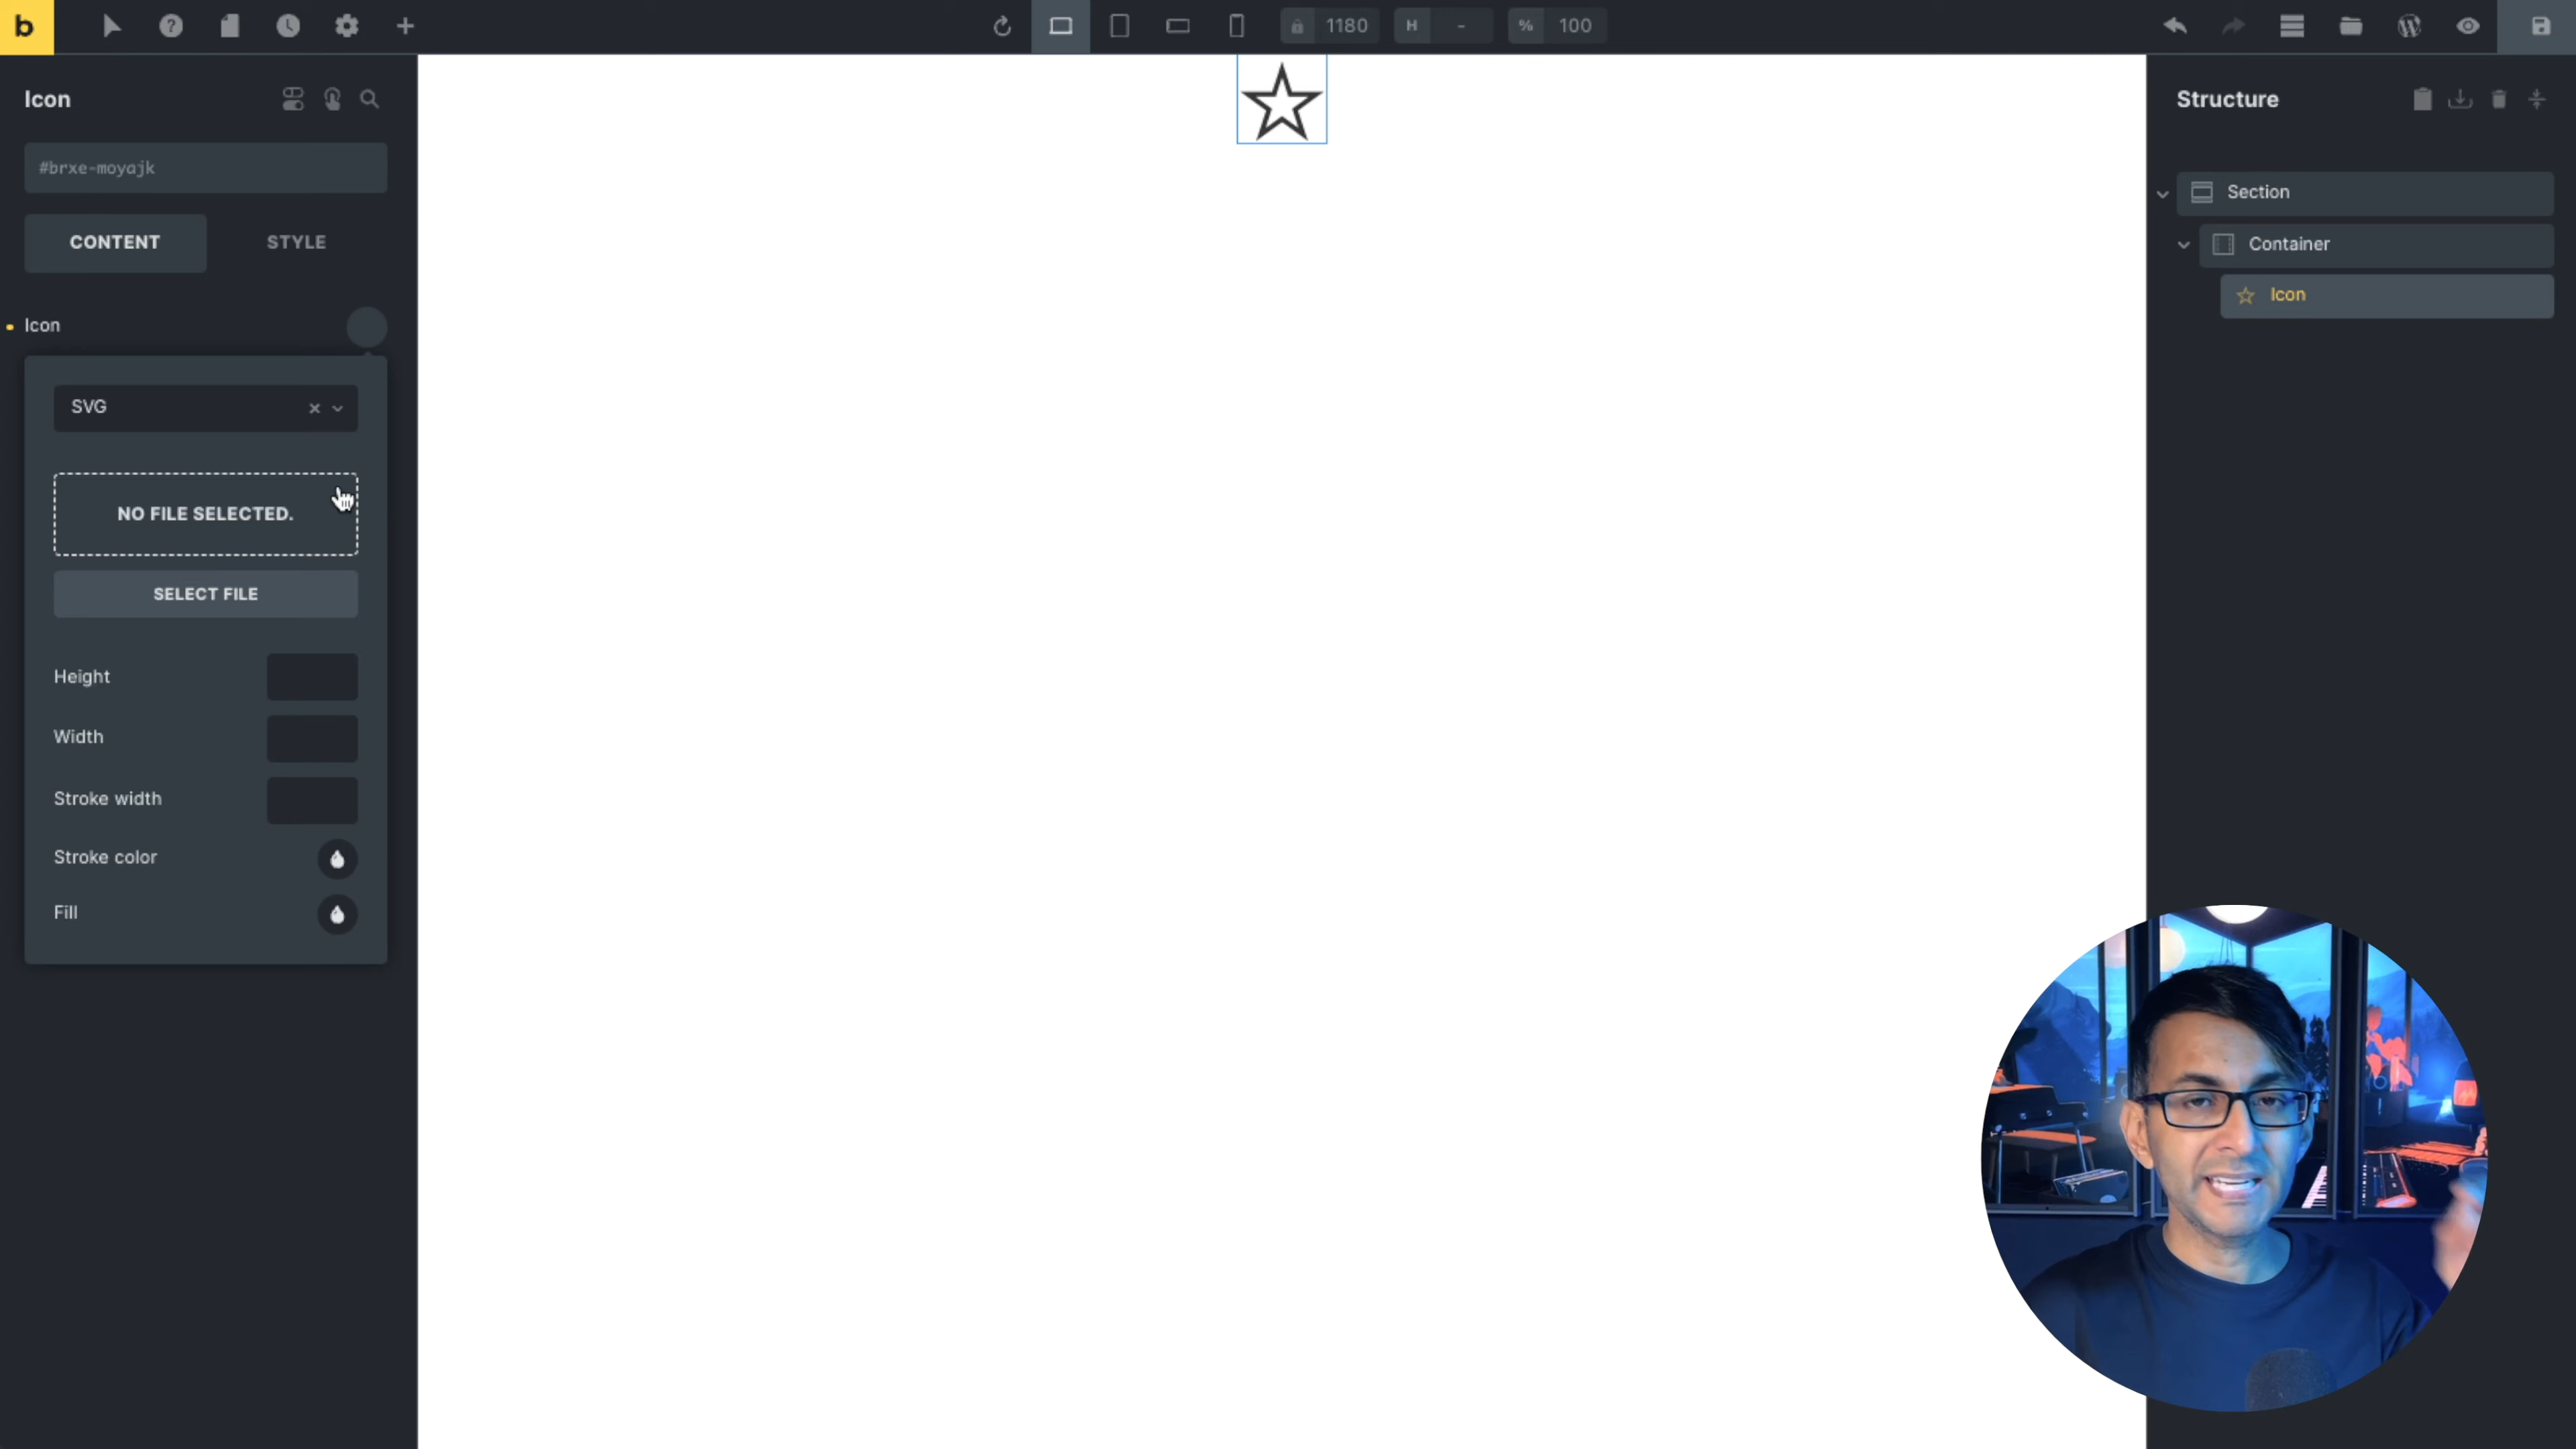 b
1180
H
-
%
100
Icon
#brxe-moyajk
CONTENT
STYLE
Icon
SVG
NO FILE SELECTED.
SELECT FILE
Height
Width
Stroke width
Stroke color
Fill
Structure
Section
Container
Icon